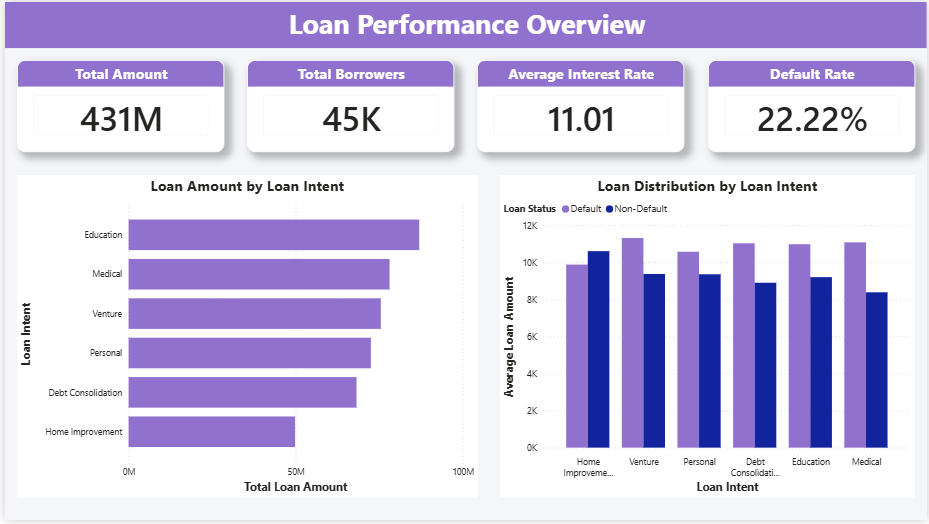 Loan Performance Overview
Total Amount
431M
Total Borrowers
45K
Average Interest Rate
11.01
Default Rate
22.22%
Loan Amount by Loan Intent
Loan Intent
Education
Medical
Venture
Personal
Debt Consolidation
Home Improvement
0M 50M 100M
Total Loan Amount
Loan Distribution by Loan Intent
Loan Status Default Non-Default
Average Loan Amount
12K
10K
8K
6K
4K
2K
0K
Home
Improveme...
Venture
Personal
Debt
Consolidati...
Education
Medical
Loan Intent